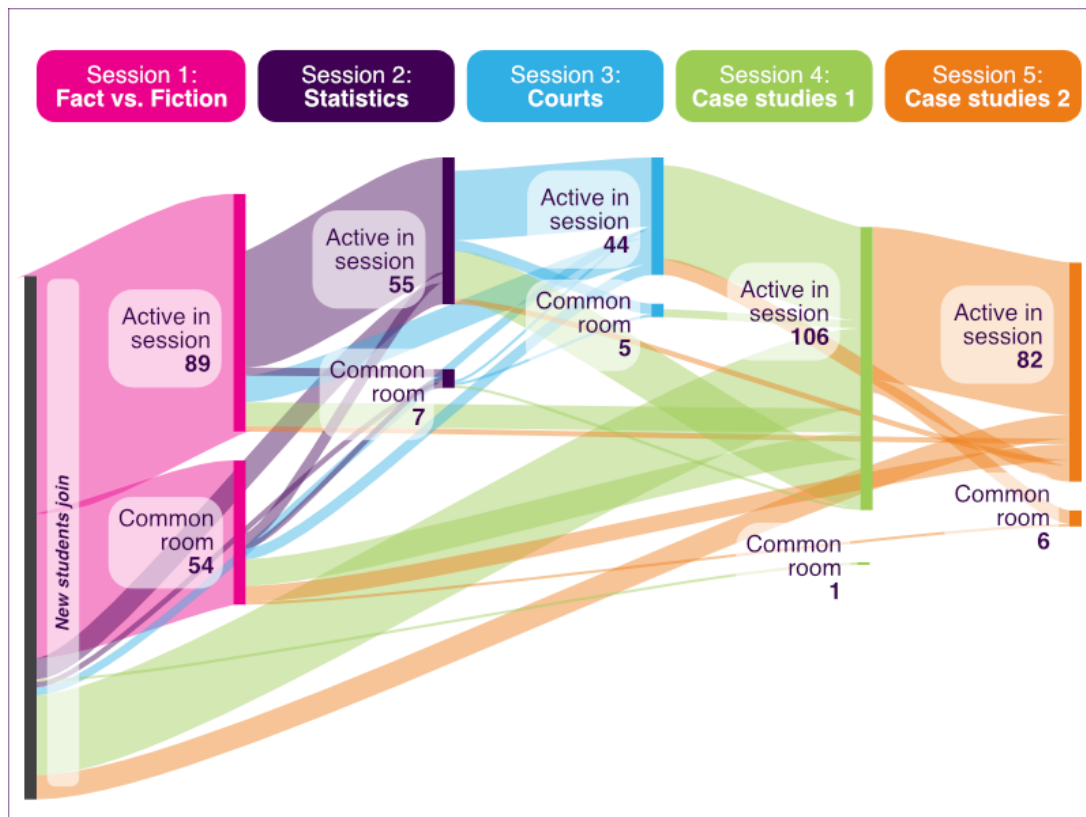 Session 1:
Fact vs. Fiction
Session 2:
Statistics
Session 3:
Courts
Session 4:
Case studies 1
Session 5:
Case studies 2
New students join
Active in
session
89
Common
room
54
Active in
session
55
Common
room
7
Active in
session
44
Common
room
5
Active in
session
106
Common
room
1
Active in
session
82
Common
room
6